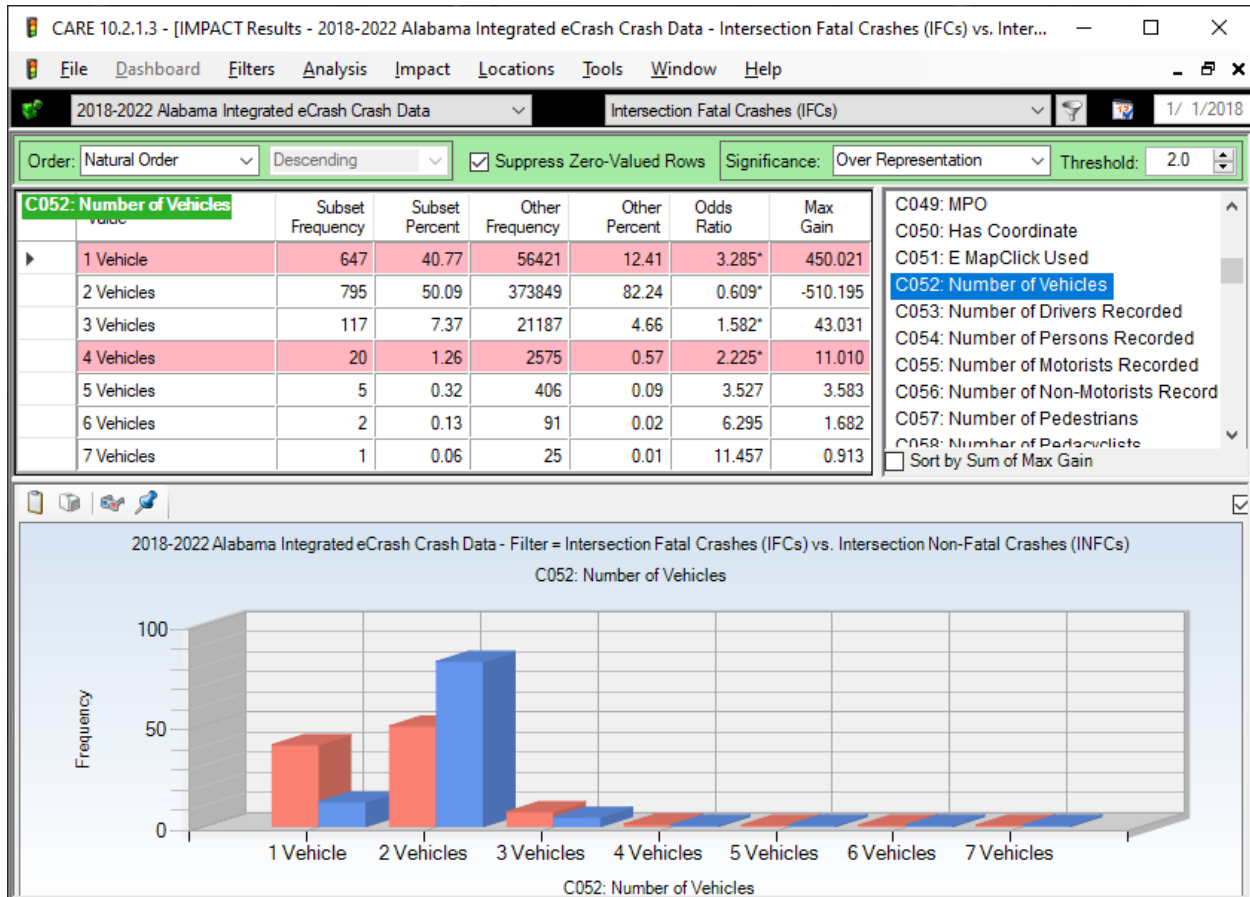 CARE 10.2.1.3 - [IMPACT Results - 2018-2022 Alabama Integrated eCrash Crash Data - Intersection Fatal Crashes (IFCs) vs. Inter...
File Dashboard Filters Analysis Impact Locations Tools Window Help
2018-2022 Alabama Integrated eCrash Crash Data Intersection Fatal Crashes (IFCs) 1/ 1/2018
Order: Natural Order Descending Suppress Zero-Valued Rows Significance: Over Representation Threshold: 2.0
C052: Number of Vehicles Subset Frequency Subset Percent Other Frequency Other Percent Odds Ratio Max Gain
1 Vehicle 647 40.77 56421 12.41 3.285* 450.021
2 Vehicles 795 50.09 373849 82.24 0.609* -510.195
3 Vehicles 117 7.37 21187 4.66 1.582* 43.031
4 Vehicles 20 1.26 2575 0.57 2.225* 11.010
5 Vehicles 5 0.32 406 0.09 3.527 3.583
6 Vehicles 2 0.13 91 0.02 6.295 1.682
7 Vehicles 1 0.06 25 0.01 11.457 0.913
C049: MPO
C050: Has Coordinate
C051: E MapClick Used
C052: Number of Vehicles
C053: Number of Drivers Recorded
C054: Number of Persons Recorded
C055: Number of Motorists Recorded
C056: Number of Non-Motorists Record
C057: Number of Pedestrians
C058: Number of Pedacyclists
Sort by Sum of Max Gain
2018-2022 Alabama Integrated eCrash Crash Data - Filter = Intersection Fatal Crashes (IFCs) vs. Intersection Non-Fatal Crashes (INFCs)
C052: Number of Vehicles
100
50
0
Frequency
1 Vehicle 2 Vehicles 3 Vehicles 4 Vehicles 5 Vehicles 6 Vehicles 7 Vehicles
C052: Number of Vehicles